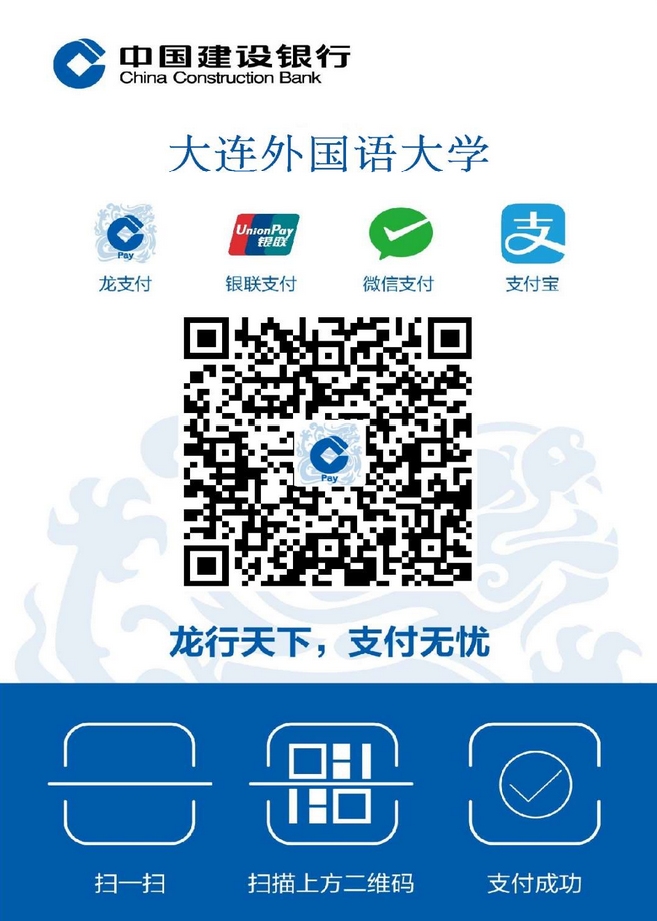 中国建设银行
China Construction Bank
大连外国语大学
Pay
UnionPay
银联
支
龙支付 银联支付 微信支付 支付宝
Pay
龙行天下，支付无忧
扫一扫 扫描上方二维码 支付成功